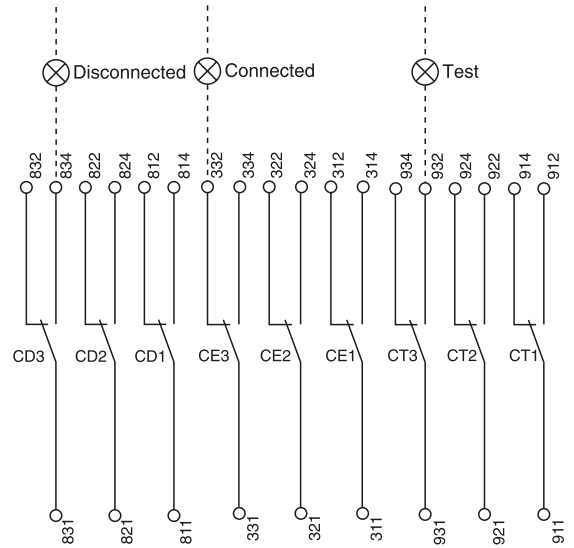 Disconnected
Connected
Test
832
834
822
824
812
814
332
334
322
324
312
314
934
932
924
922
914
912
CD3
CD2
CD1
CE3
CE2
CE1
CT3
CT2
CT1
831
821
811
331
321
311
931
921
911